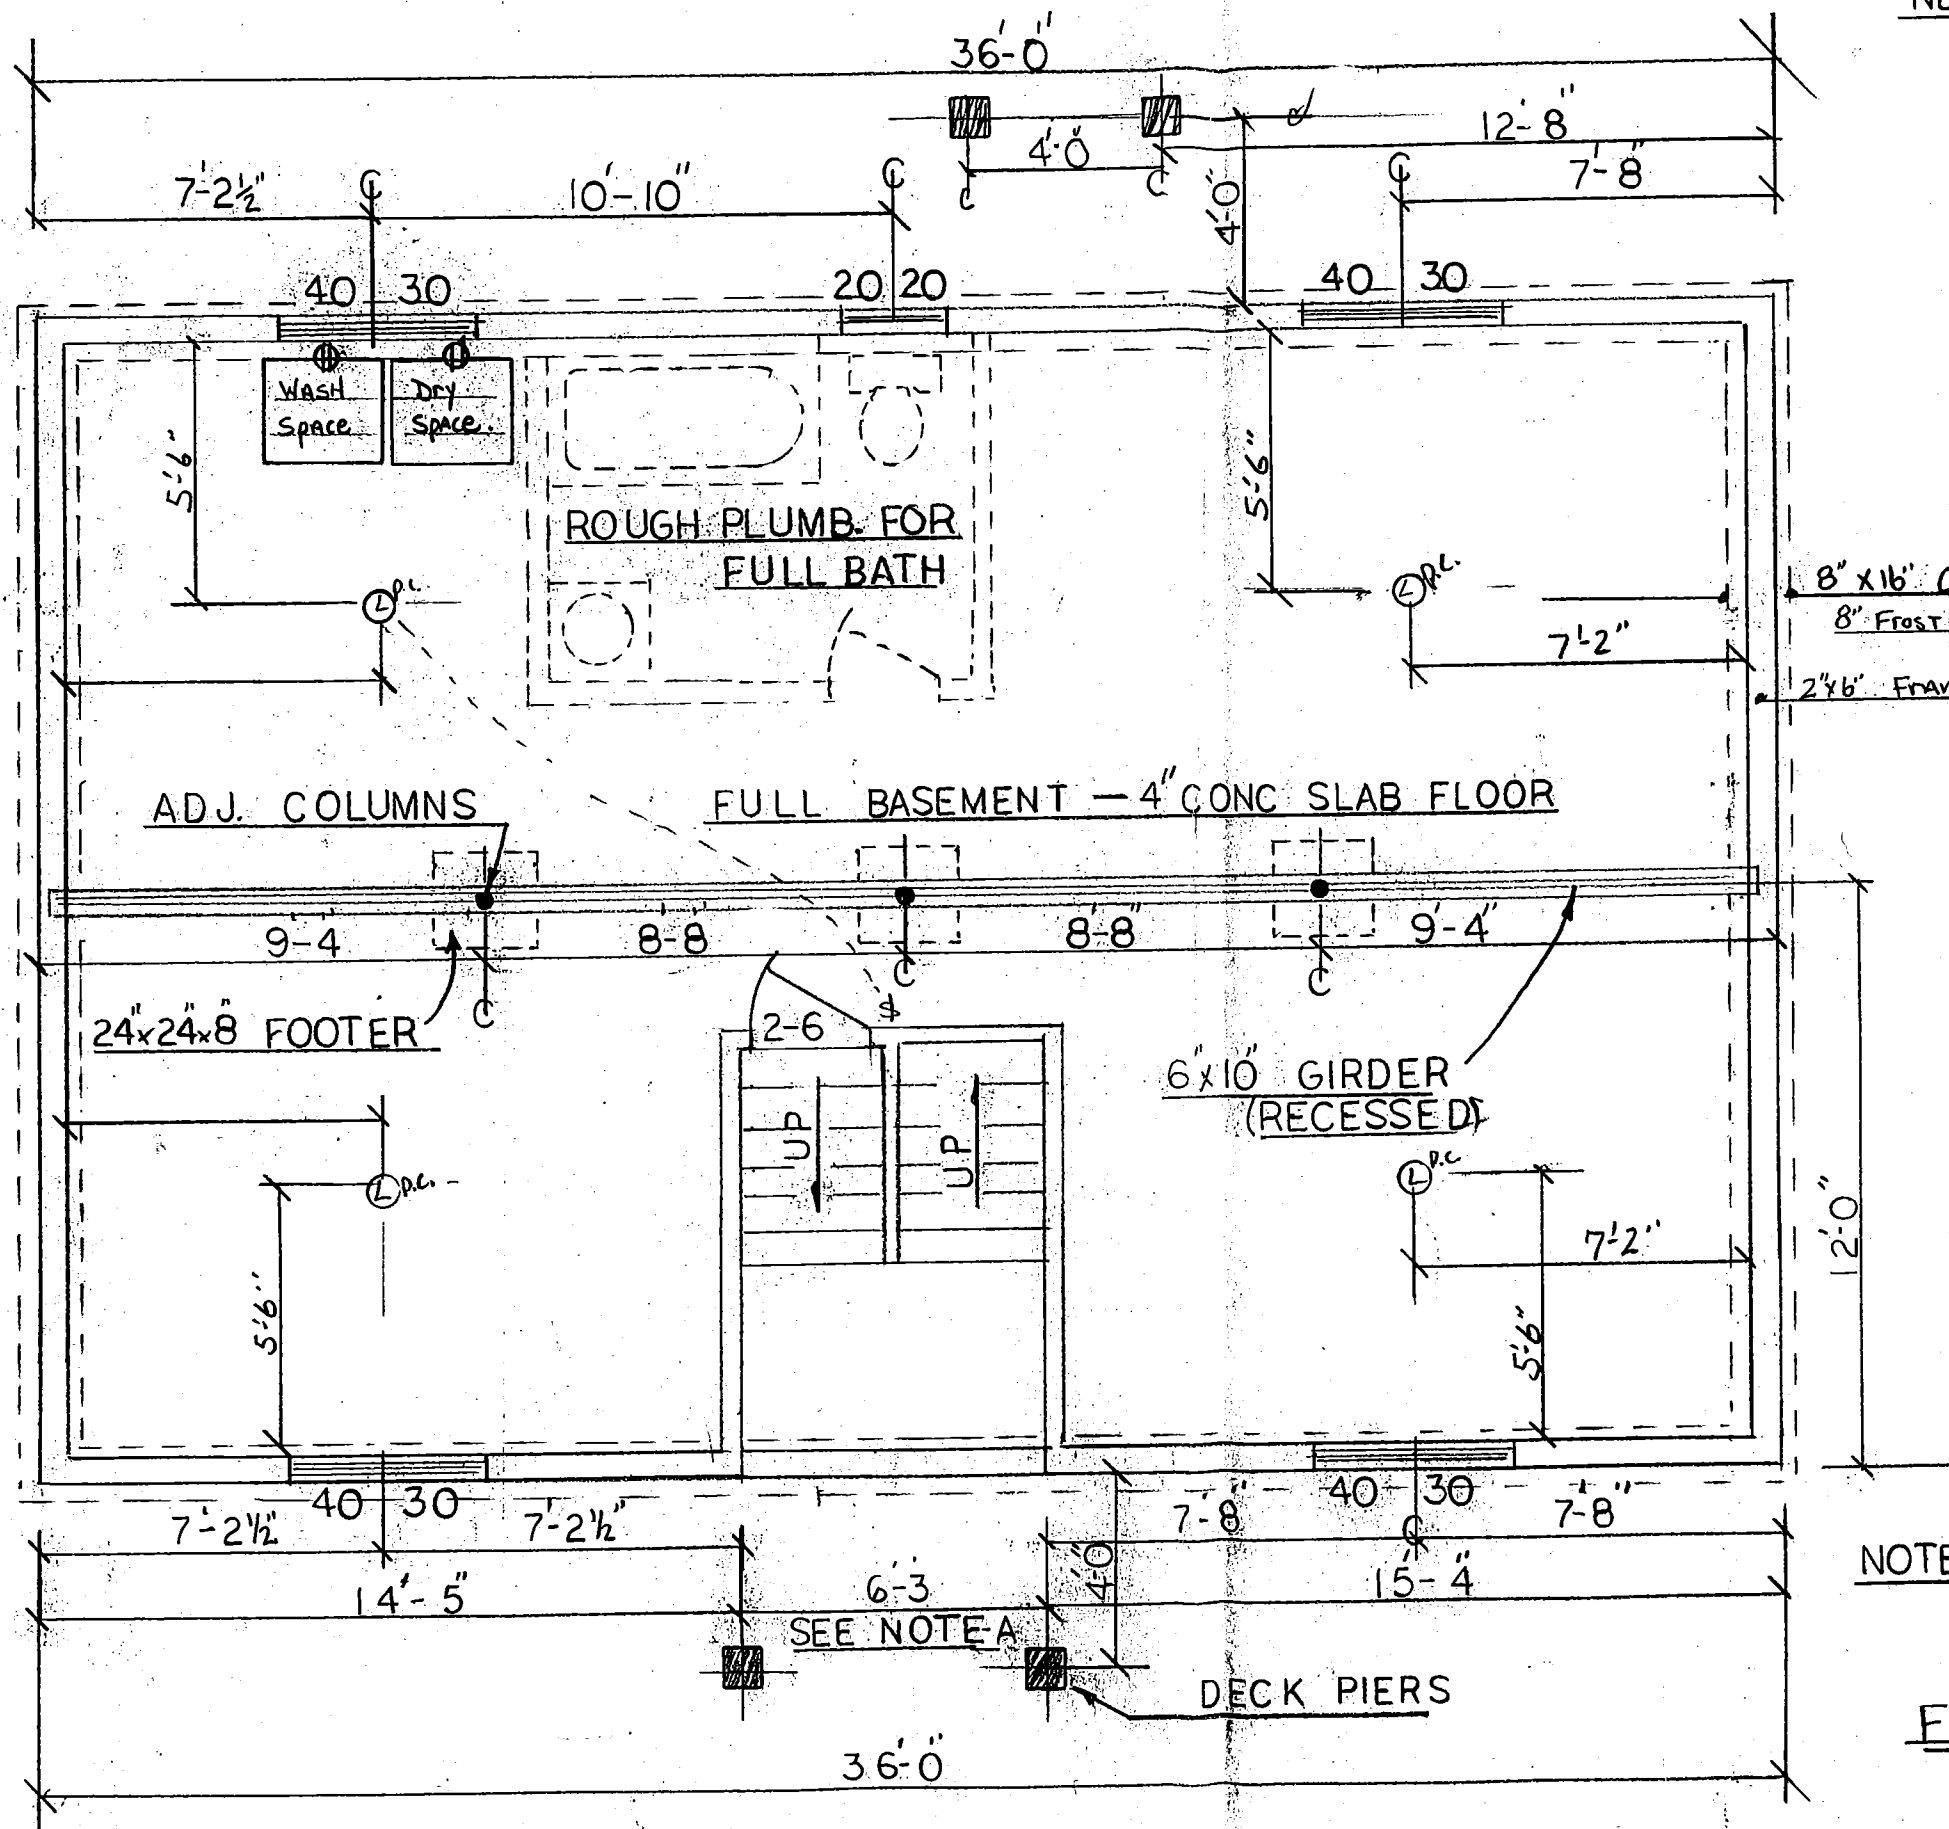 36'-0"
12'-8"
4'-0"
7'-2½"
10'-10"
7'-8"
4'-0"
40 30
20 20
40 30
WASH
SPACE
Dry
Space.
5'-6"
5'-6"
ROUGH PLUMB. FOR
FULL BATH
P.C.
L
P.C.
L
8" X 16"
8" FROST
7'-2"
2"x6"
ADJ. COLUMNS
FULL BASEMENT — 4" CONC SLAB FLOOR
9'-4"
8'-8"
8'-8"
9'-4"
24"x24"x8" FOOTER
2-6
$
6"x10" GIRDER
(RECESSED)
UP
UP
L P.C.
L P.C.
7'-2"
12'-0"
5'-6"
5'-6"
40 30
40 30
7'-2½"
7'-2½"
7'-8"
7'-8"
14'-5"
6'-3"
4'-0"
15'-4"
SEE NOTE-A
NOTE
DECK PIERS
36'-0"